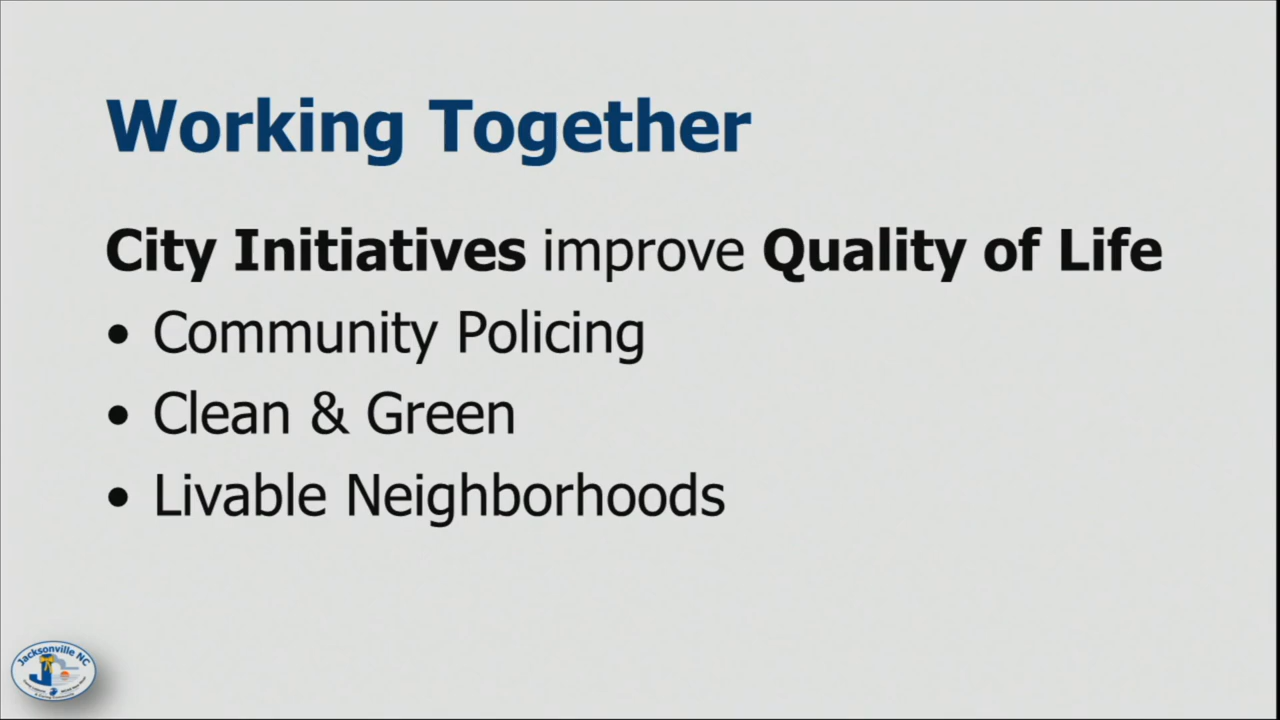 Working Together
City Initiatives improve Quality of Life
• Community Policing
• Clean & Green
• Livable Neighborhoods
Jacksonville NC